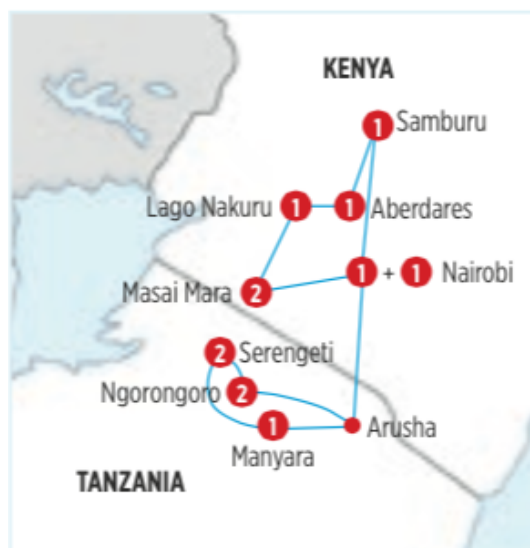 KENYA
1 Samburu
Lago Nakuru 1 1 Aberdares
1 + 1 Nairobi
Masai Mara 2
2 Serengeti
Ngorongoro 2
Arusha
1
Manyara
TANZANIA